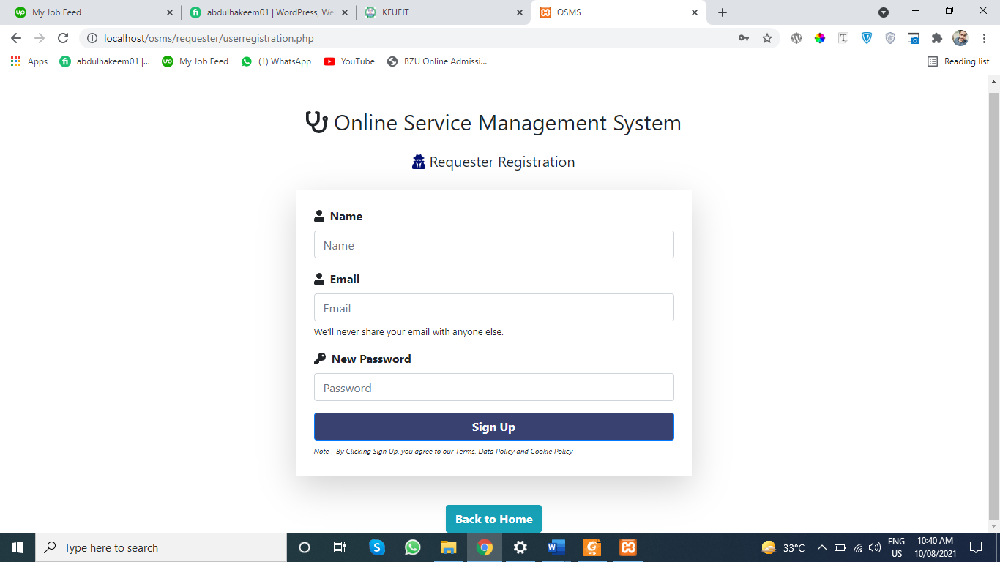 My Job Feed
abdulhakeem01 | WordPress, We
KFUEIT
OSMS
localhost/osms/requester/userregistration.php
Apps
abdulhakeem01 |...
My Job Feed
(1) WhatsApp
YouTube
BZU Online Admissi...
Reading list
Online Service Management System
Requester Registration
Name
Name
Email
Email
We'll never share your email with anyone else.
New Password
Password
Sign Up
Note - By Clicking Sign Up, you agree to our Terms, Data Policy and Cookie Policy
Back to Home
Type here to search
33°C
ENG
US
10:40 AM
10/08/2021